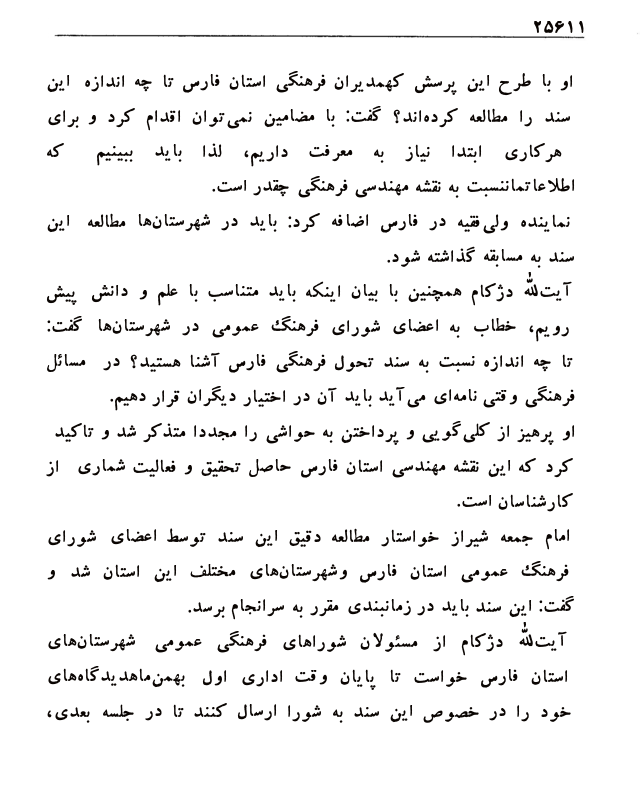 ۲۵۶۱۱
او با طرح این پرسش کهمدیران فرهنگی استان فارس تا چه اندازه این
سند را مطالعه کرده‌اند؟ گفت: با مضامین نمی‌توان اقدام کرد و برای
هرکاری ابتدا نیاز به معرفت داریم، لذا باید ببینیم که
اطلاعاتماننسبت به نقشه مهندسی فرهنگی چقدر است.
نماینده ولی‌فقیه در فارس اضافه کرد: باید در شهرستان‌ها مطالعه این
سند به مسابقه گذاشته شود.
آیت‌الله دژکام همچنین با بیان اینکه باید متناسب با علم و دانش پیش
رویم، خطاب به اعضای شورای فرهنگ عمومی در شهرستان‌ها گفت:
تا چه اندازه نسبت به سند تحول فرهنگی فارس آشنا هستید؟ در مسائل
فرهنگی وقتی نامه‌ای می‌آید باید آن در اختیار دیگران قرار دهیم.
او پرهیز از کلی‌گویی و پرداختن به حواشی را مجددا متذکر شد و تاکید
کرد که این نقشه مهندسی استان فارس حاصل تحقیق و فعالیت شماری از
کارشناسان است.
امام جمعه شیراز خواستار مطالعه دقیق این سند توسط اعضای شورای
فرهنگ عمومی استان فارس وشهرستان‌های مختلف این استان شد و
گفت: این سند باید در زمانبندی مقرر به سرانجام برسد.
آیت‌الله دژکام از مسئولان شوراهای فرهنگی عمومی شهرستان‌های
استان فارس خواست تا پایان وقت اداری اول بهمن‌ماهدیدگاه‌های
خود را در خصوص این سند به شورا ارسال کنند تا در جلسه بعدی،